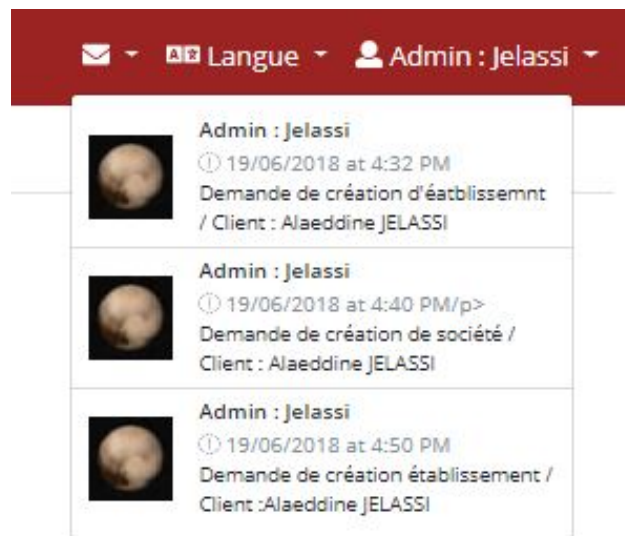 Langue Admin : Jelassi
Admin : Jelassi
19/06/2018 at 4:32 PM
Demande de création d'éatblissemnt
/ Client : Alaeddine JELASSI
Admin : Jelassi
19/06/2018 at 4:40 PM/p>
Demande de création de société /
Client : Alaeddine JELASSI
Admin : Jelassi
19/06/2018 at 4:50 PM
Demande de création établissement /
Client :Alaeddine JELASSI